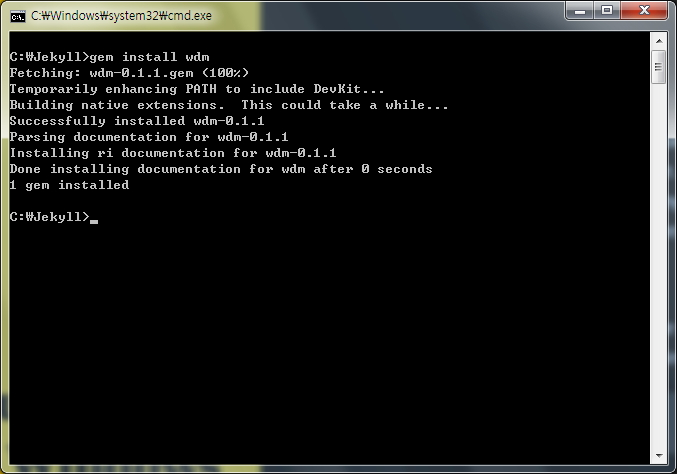 C:₩Windows₩system32₩cmd.exe
C:₩Jekyll>gem install wdm
Fetching: wdm-0.1.1.gem (100%)
Temporarily enhancing PATH to include DevKit...
Building native extensions.  This could take a while...
Successfully installed wdm-0.1.1
Parsing documentation for wdm-0.1.1
Installing ri documentation for wdm-0.1.1
Done installing documentation for wdm after 0 seconds
1 gem installed
C:₩Jekyll>